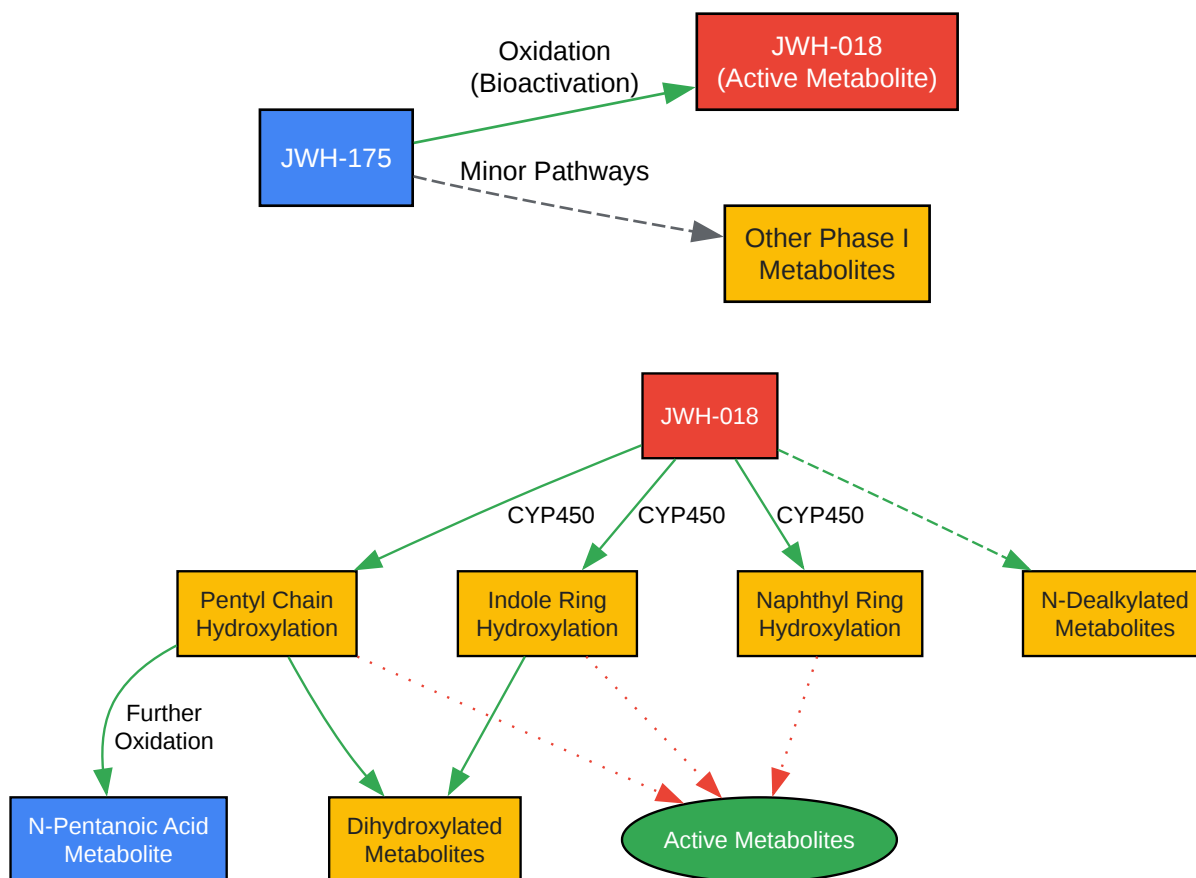 Oxidation
(Bioactivation)
JWH-018
(Active Metabolite)
JWH-175
Minor Pathways
Other Phase I
Metabolites
JWH-018
CYP450
CYP450
CYP450
Pentyl Chain
Hydroxylation
Indole Ring
Hydroxylation
Naphthyl Ring
Hydroxylation
N-Dealkylated
Metabolites
Further
Oxidation
N-Pentanoic Acid
Metabolite
Dihydroxylated
Metabolites
Active Metabolites